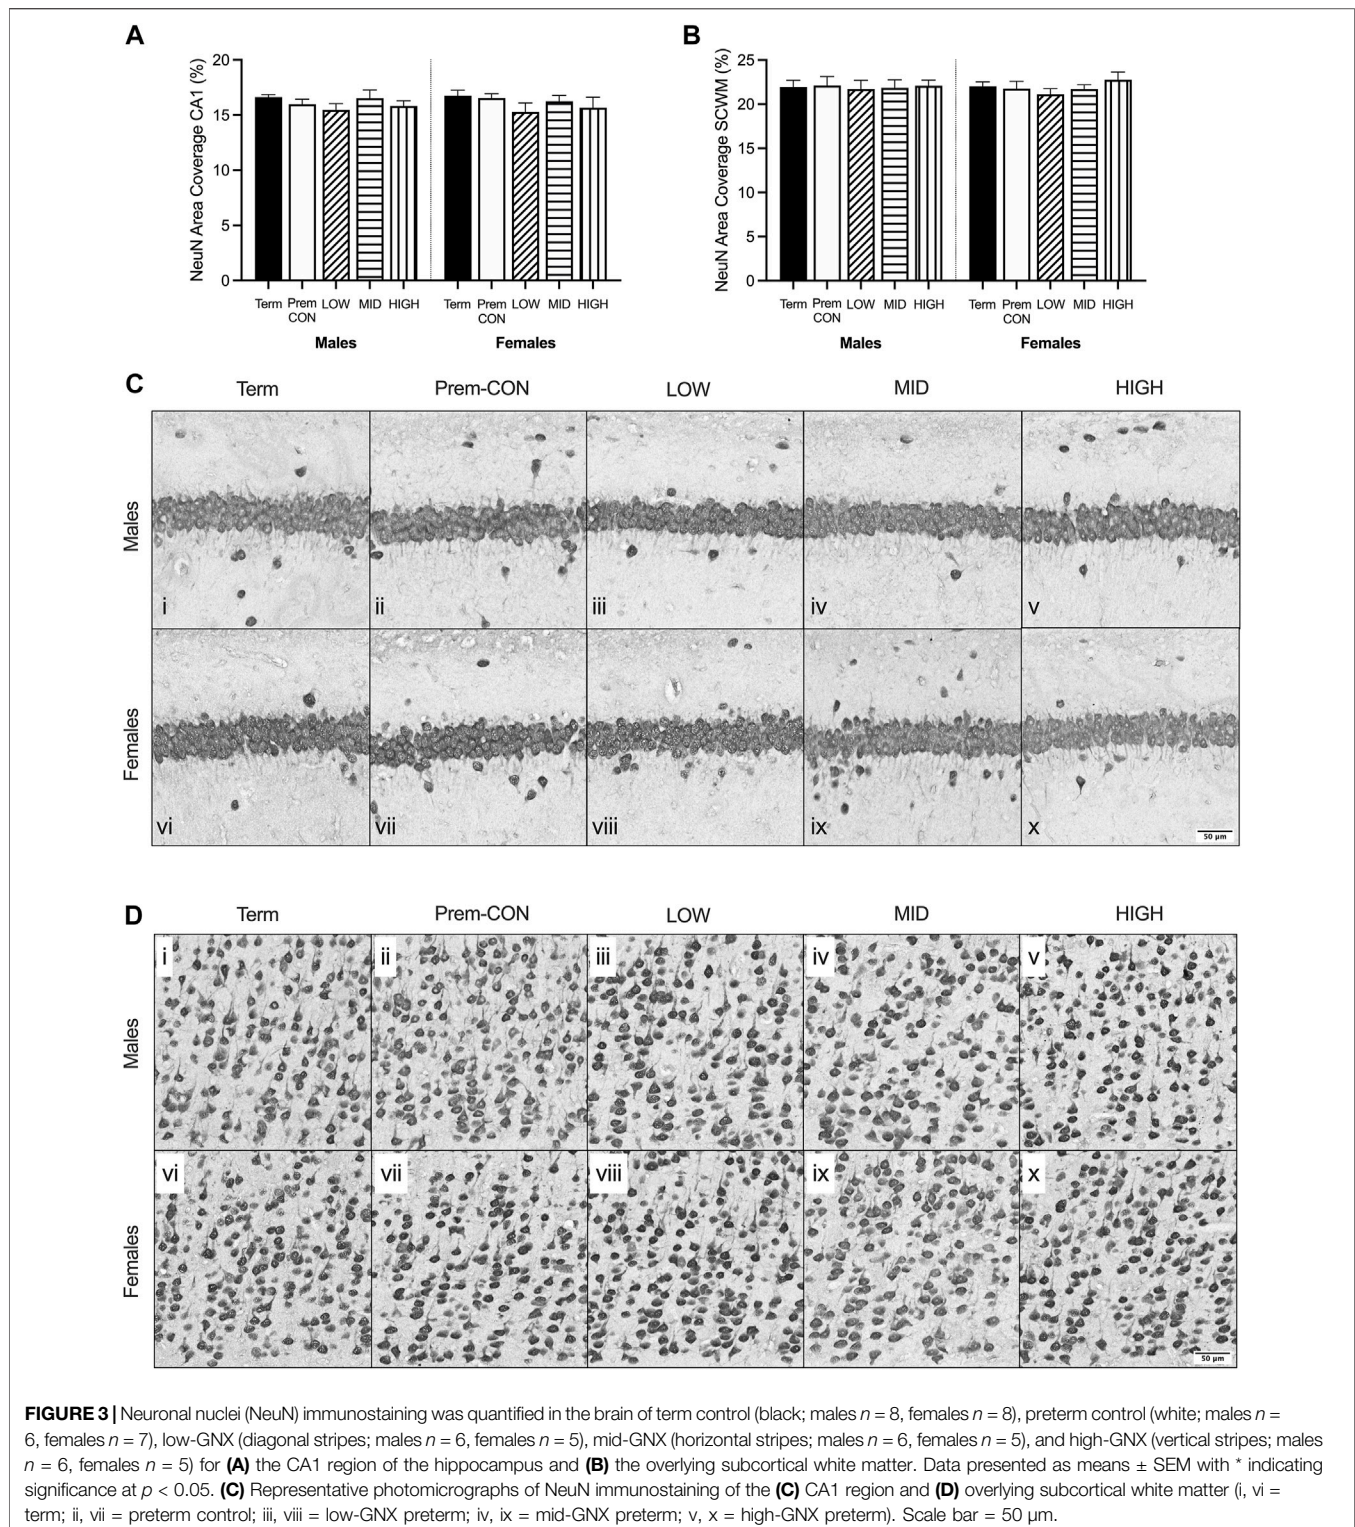 A
B
NeuN Area Coverage CA1 (%)
20
15
10
5
0
Term Prem CON LOW MID HIGH Term Prem CON LOW MID HIGH
Males Females
NeuN Area Coverage SCWM (%)
25
20
15
10
5
0
Term Prem CON LOW MID HIGH Term Prem CON LOW MID HIGH
Males Females
C
Term Prem-CON LOW MID HIGH
Males
i ii iii iv v
Females
vi vii viii ix x
50 µm
D
Term Prem-CON LOW MID HIGH
Males
i ii iii iv v
Females
vi vii viii ix x
50 µm
FIGURE 3 | Neuronal nuclei (NeuN) immunostaining was quantified in the brain of term control (black; males n = 8, females n = 8), preterm control (white; males n =
6, females n = 7), low-GNX (diagonal stripes; males n = 6, females n = 5), mid-GNX (horizontal stripes; males n = 6, females n = 5), and high-GNX (vertical stripes; males
n = 6, females n = 5) for (A) the CA1 region of the hippocampus and (B) the overlying subcortical white matter. Data presented as means ± SEM with * indicating
significance at p < 0.05. (C) Representative photomicrographs of NeuN immunostaining of the (C) CA1 region and (D) overlying subcortical white matter (i, vi =
term; ii, vii = preterm control; iii, viii = low-GNX preterm; iv, ix = mid-GNX preterm; v, x = high-GNX preterm). Scale bar = 50 µm.